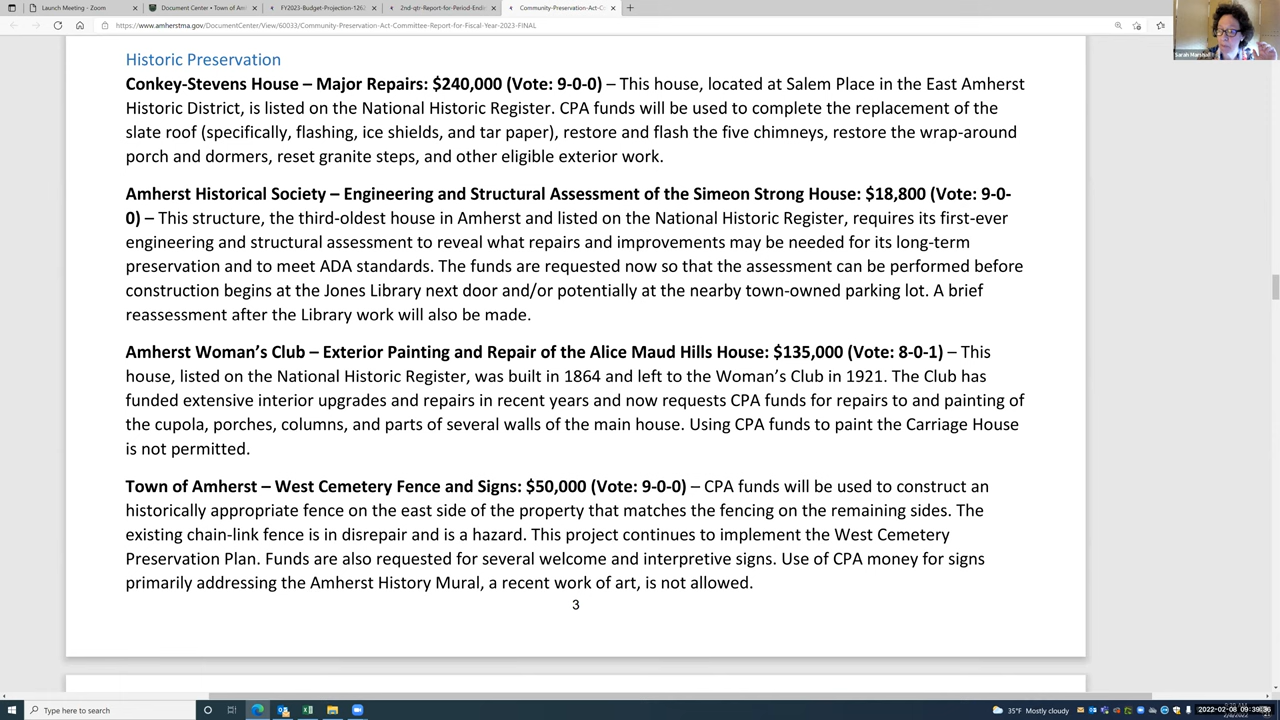 Launch Meeting - Zoom
Document Center • Town of Am
FY2023-Budget-Projection-1262
2nd-qtr-Report-for-Period-Ende
Community-Preservation-Act-C
https://www.amherstma.gov/DocumentCenter/View/60033/Community-Preservation-Act-Committee-Report-for-Fiscal-Year-2023-FINAL
Sarah Marshall
Historic Preservation
Conkey-Stevens House – Major Repairs: $240,000 (Vote: 9-0-0) – This house, located at Salem Place in the East Amherst
Historic District, is listed on the National Historic Register. CPA funds will be used to complete the replacement of the
slate roof (specifically, flashing, ice shields, and tar paper), restore and flash the five chimneys, restore the wrap-around
porch and dormers, reset granite steps, and other eligible exterior work.
Amherst Historical Society – Engineering and Structural Assessment of the Simeon Strong House: $18,800 (Vote: 9-0-
0) – This structure, the third-oldest house in Amherst and listed on the National Historic Register, requires its first-ever
engineering and structural assessment to reveal what repairs and improvements may be needed for its long-term
preservation and to meet ADA standards. The funds are requested now so that the assessment can be performed before
construction begins at the Jones Library next door and/or potentially at the nearby town-owned parking lot. A brief
reassessment after the Library work will also be made.
Amherst Woman's Club – Exterior Painting and Repair of the Alice Maud Hills House: $135,000 (Vote: 8-0-1) – This
house, listed on the National Historic Register, was built in 1864 and left to the Woman's Club in 1921. The Club has
funded extensive interior upgrades and repairs in recent years and now requests CPA funds for repairs to and painting of
the cupola, porches, columns, and parts of several walls of the main house. Using CPA funds to paint the Carriage House
is not permitted.
Town of Amherst – West Cemetery Fence and Signs: $50,000 (Vote: 9-0-0) – CPA funds will be used to construct an
historically appropriate fence on the east side of the property that matches the fencing on the remaining sides. The
existing chain-link fence is in disrepair and is a hazard. This project continues to implement the West Cemetery
Preservation Plan. Funds are also requested for several welcome and interpretive signs. Use of CPA money for signs
primarily addressing the Amherst History Mural, a recent work of art, is not allowed.
3
Type here to search
35°F Mostly cloudy
2022-02-08 09:39:56